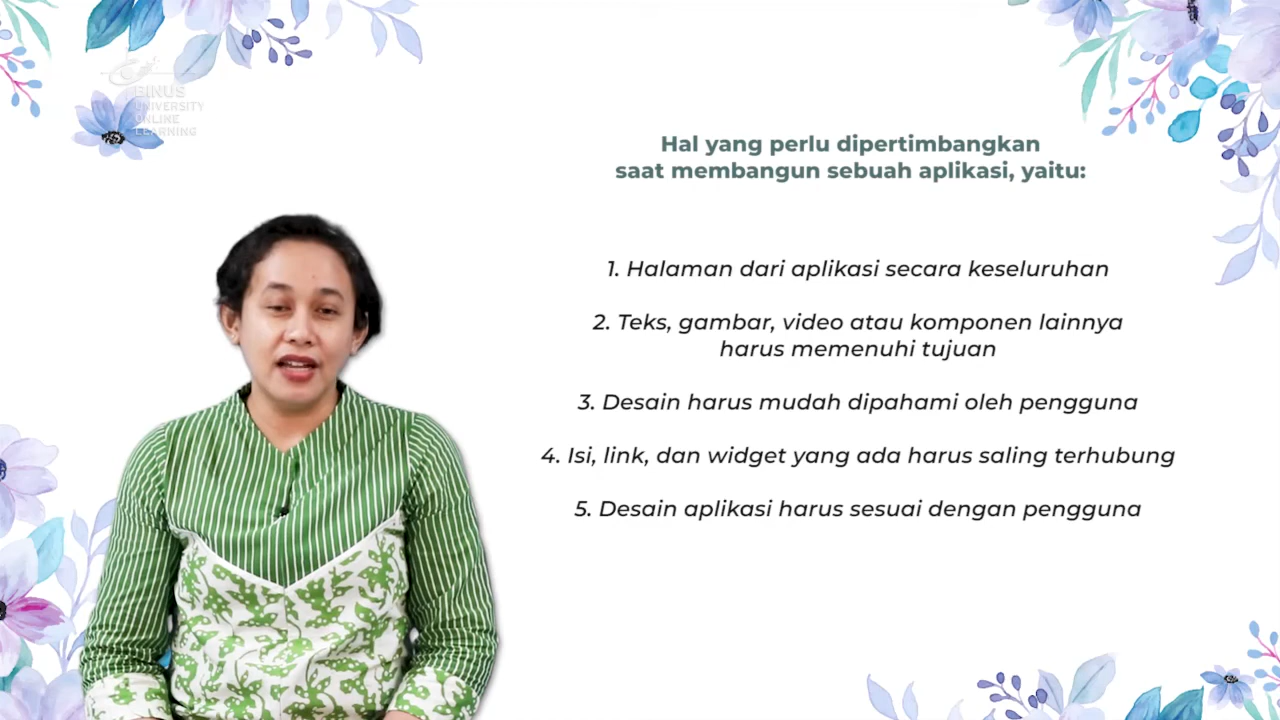 BINUS
UNIVERSITY
ONLINE
LEARNING
Hal yang perlu dipertimbangkan
saat membangun sebuah aplikasi, yaitu:
1. Halaman dari aplikasi secara keseluruhan
2. Teks, gambar, video atau komponen lainnya
harus memenuhi tujuan
3. Desain harus mudah dipahami oleh pengguna
4. Isi, link, dan widget yang ada harus saling terhubung
5. Desain aplikasi harus sesuai dengan pengguna